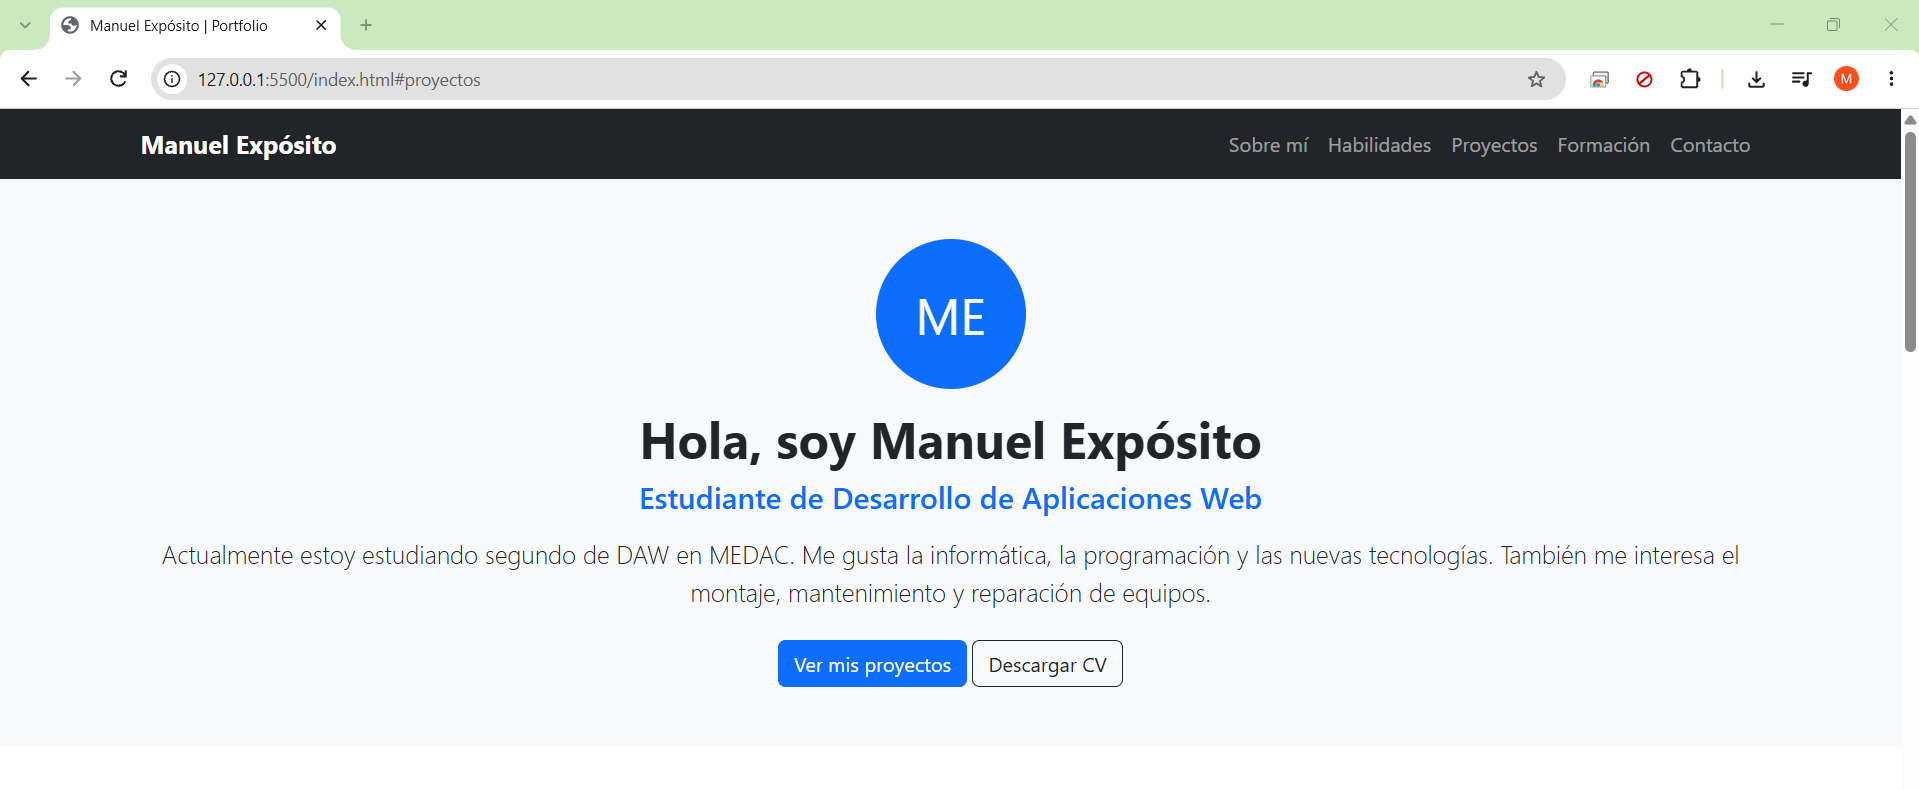 Manuel Expósito | Portfolio
127.0.0.1:5500/index.html#proyectos
M
Manuel Expósito
Sobre mí Habilidades Proyectos Formación Contacto
ME
Hola, soy Manuel Expósito
Estudiante de Desarrollo de Aplicaciones Web
Actualmente estoy estudiando segundo de DAW en MEDAC. Me gusta la informática, la programación y las nuevas tecnologías. También me interesa el
montaje, mantenimiento y reparación de equipos.
Ver mis proyectos Descargar CV